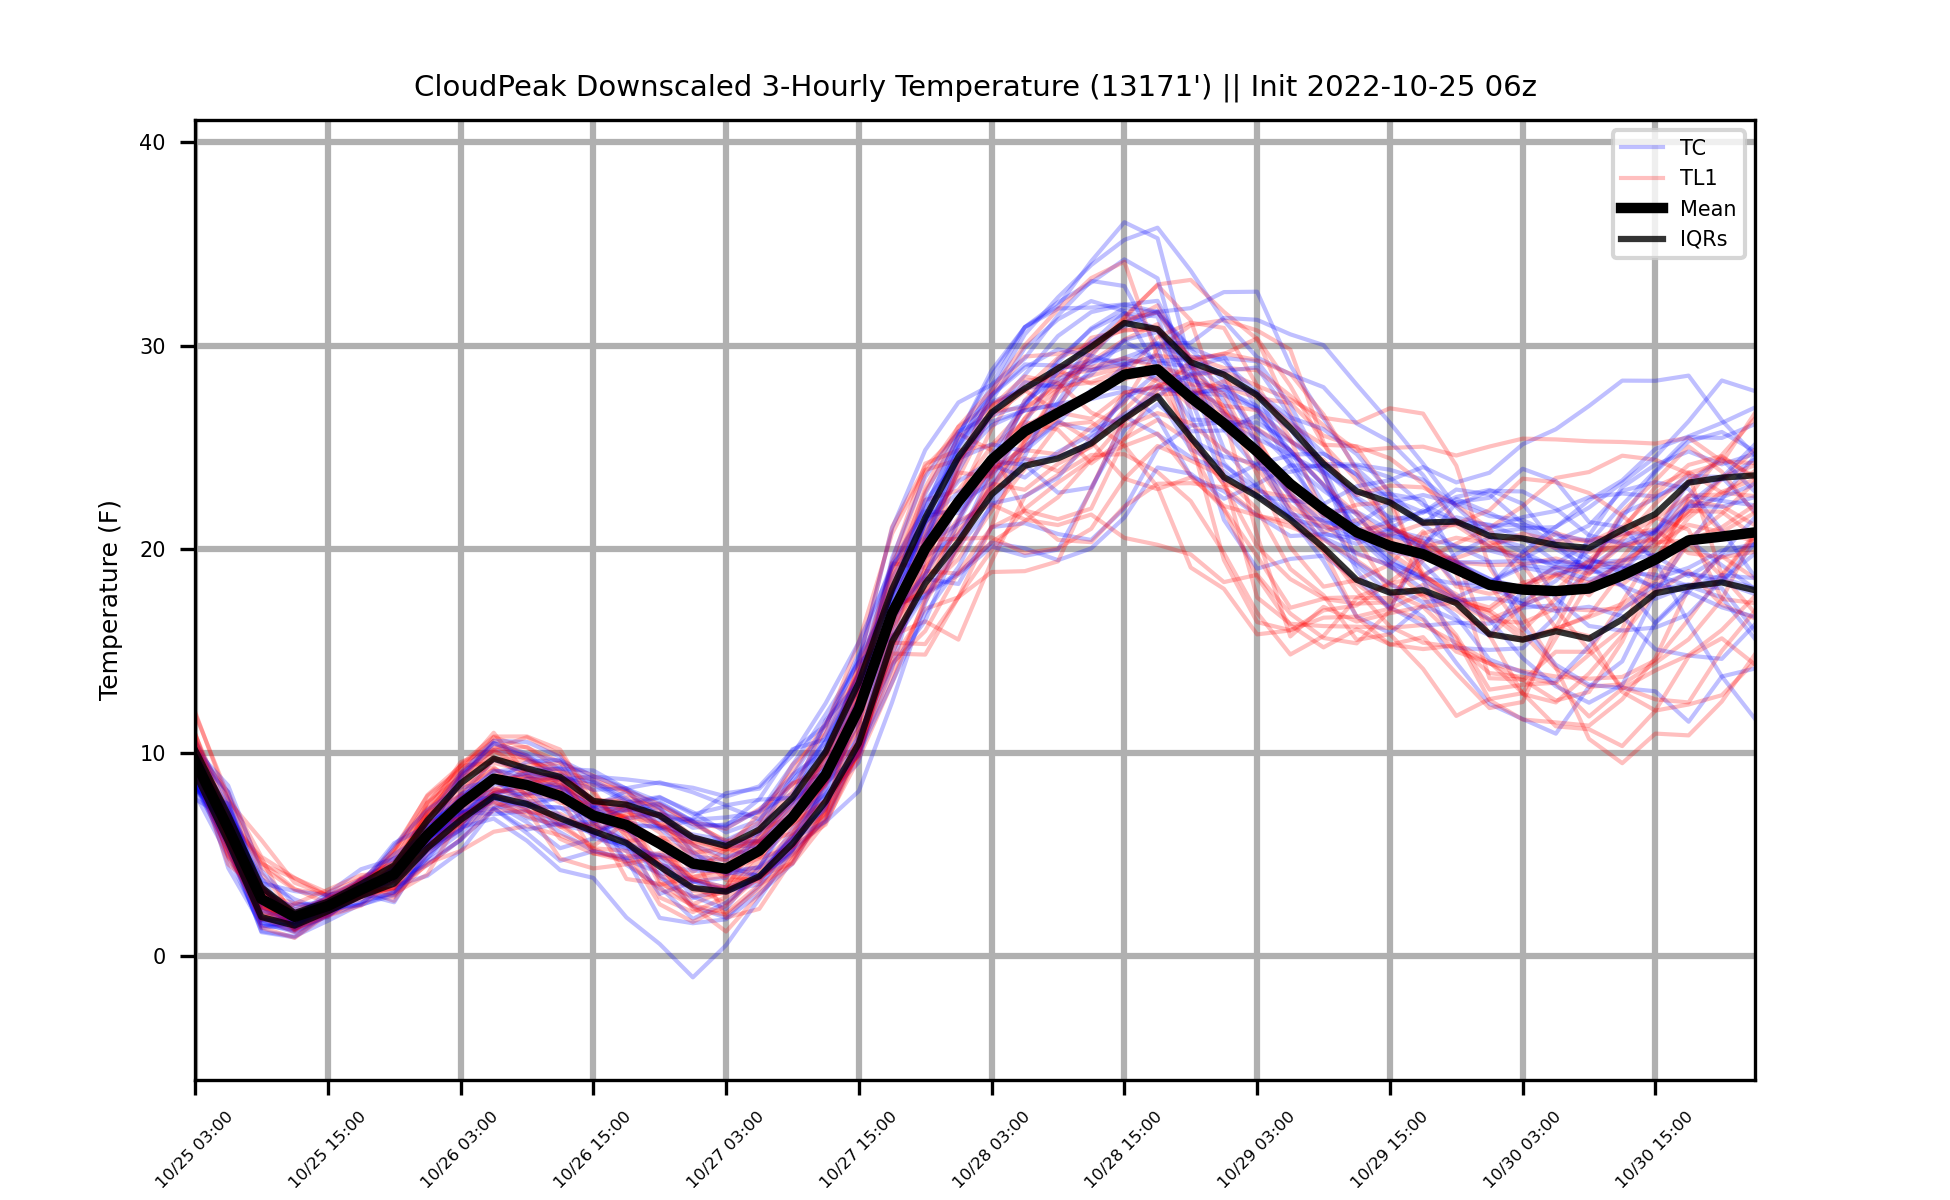 CloudPeak Downscaled 3-Hourly Temperature (13171') || Init 2022-10-25 06z
TC
TL1
Mean
IQRs
Temperature (F)
40
30
20
10
0
10/25 03:00
10/25 15:00
10/26 03:00
10/26 15:00
10/27 03:00
10/27 15:00
10/28 03:00
10/28 15:00
10/29 03:00
10/29 15:00
10/30 03:00
10/30 15:00